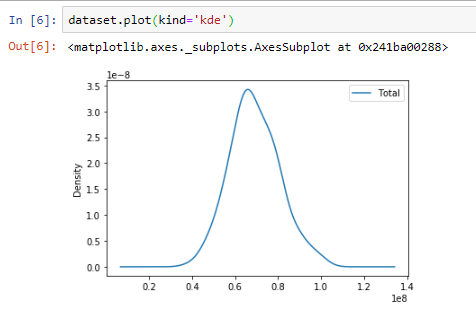 In [6]: dataset.plot(kind='kde')
Out[6]: <matplotlib.axes._subplots.AxesSubplot at 0x241ba00288>
1e−8
3.5
3.0
2.5
2.0
1.5
1.0
0.5
0.0
Density
Total
0.2 0.4 0.6 0.8 1.0 1.2 1.4
1e8